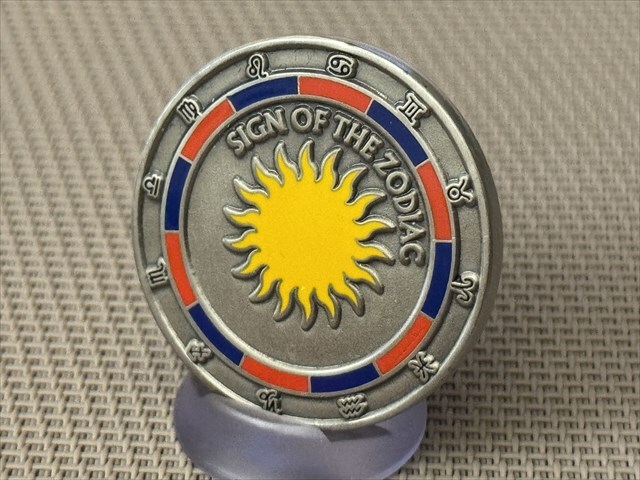 SIGN OF THE ZODIAC